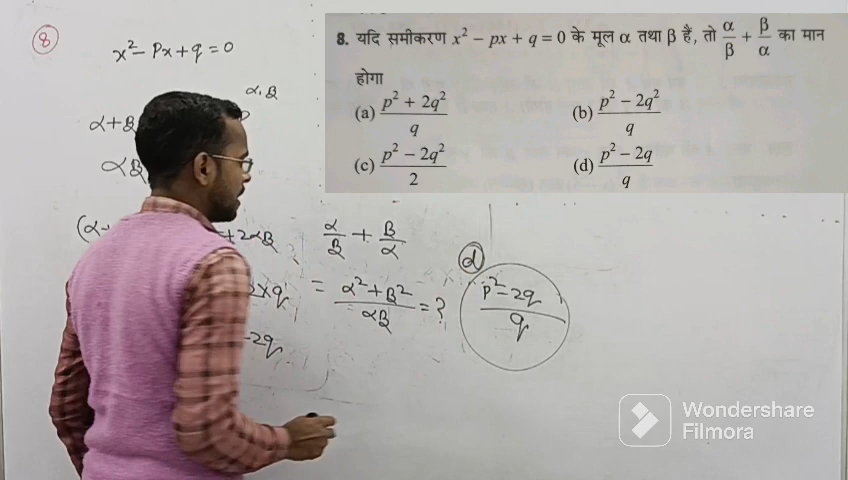 8
x² - Px + q = 0
α, β
α + β
αβ
+ 2αβ
α/β + β/α
x q
= α² + β² / αβ = ?
- 2q
d
p² - 2q / q
8. यदि समीकरण x² − px + q = 0 के मूल α तथा β हैं, तो α/β + β/α का मान
होगा
(a) p² + 2q² / q (b) p² − 2q² / q
(c) p² − 2q² / 2 (d) p² − 2q / q
Wondershare
Filmora